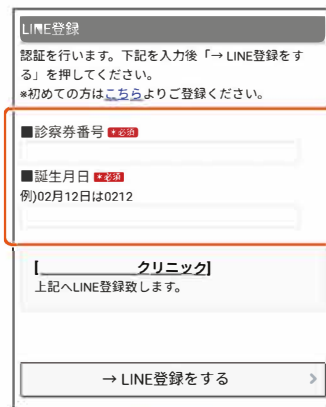 LINE登録
認証を行います。下記を入力後「→ LINE登録をす
る」を押してください。
*初めての方はこちらよりご登録ください。
■診察券番号 *必須
■誕生月日 *必須
例)02月12日は0212
[ クリニック]
上記へLINE登録致します。
→ LINE登録をする >